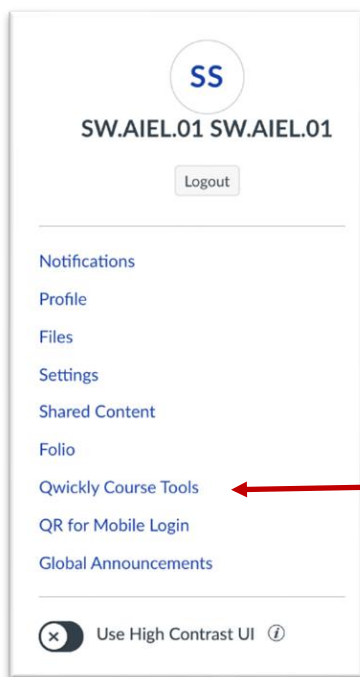 SS
SW.AIEL.01 SW.AIEL.01
Logout
Notifications
Profile
Files
Settings
Shared Content
Folio
Qwickly Course Tools
QR for Mobile Login
Global Announcements
Use High Contrast UI i